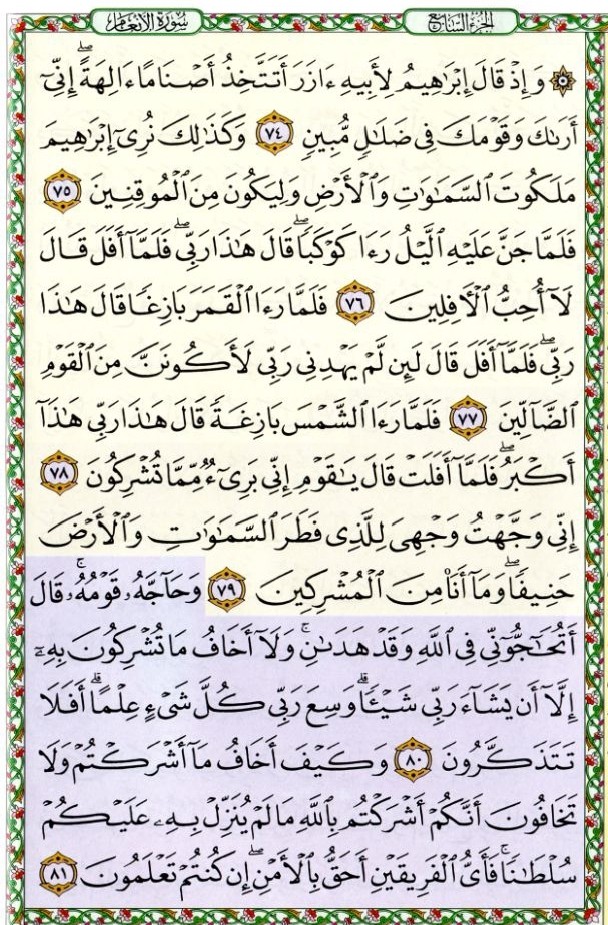 سُورَةُ الأَنْعَامِ الجُزْءُ السَّابِعُ
۞ وَإِذْ قَالَ إِبْرَٰهِيمُ لِأَبِيهِ ءَازَرَ أَتَتَّخِذُ أَصْنَامًا ءَالِهَةً ۖ إِنِّىٓ
أَرَىٰكَ وَقَوْمَكَ فِى ضَلَٰلٍ مُّبِينٍ ٧٤ وَكَذَٰلِكَ نُرِىٓ إِبْرَٰهِيمَ
مَلَكُوتَ ٱلسَّمَٰوَٰتِ وَٱلْأَرْضِ وَلِيَكُونَ مِنَ ٱلْمُوقِنِينَ ٧٥
فَلَمَّا جَنَّ عَلَيْهِ ٱلَّيْلُ رَءَا كَوْكَبًا ۖ قَالَ هَٰذَا رَبِّى ۖ فَلَمَّآ أَفَلَ قَالَ
لَآ أُحِبُّ ٱلْأَفِلِينَ ٧٦ فَلَمَّا رَءَا ٱلْقَمَرَ بَازِغًا قَالَ هَٰذَا
رَبِّى ۖ فَلَمَّآ أَفَلَ قَالَ لَئِن لَّمْ يَهْدِنِى رَبِّى لَأَكُونَنَّ مِنَ ٱلْقَوْمِ
ٱلضَّآلِّينَ ٧٧ فَلَمَّا رَءَا ٱلشَّمْسَ بَازِغَةً قَالَ هَٰذَا رَبِّى هَٰذَآ
أَكْبَرُ ۖ فَلَمَّآ أَفَلَتْ قَالَ يَٰقَوْمِ إِنِّى بَرِىٓءٌ مِّمَّا تُشْرِكُونَ ٧٨
إِنِّى وَجَّهْتُ وَجْهِىَ لِلَّذِى فَطَرَ ٱلسَّمَٰوَٰتِ وَٱلْأَرْضَ
حَنِيفًا ۖ وَمَآ أَنَا۠ مِنَ ٱلْمُشْرِكِينَ ٧٩ وَحَآجَّهُۥ قَوْمُهُۥ ۚ قَالَ
أَتُحَٰٓجُّوٓنِّى فِى ٱللَّهِ وَقَدْ هَدَىٰنِ ۚ وَلَآ أَخَافُ مَا تُشْرِكُونَ بِهِۦٓ
إِلَّآ أَن يَشَآءَ رَبِّى شَيْـًٔا ۗ وَسِعَ رَبِّى كُلَّ شَىْءٍ عِلْمًا ۗ أَفَلَا
تَتَذَكَّرُونَ ٨٠ وَكَيْفَ أَخَافُ مَآ أَشْرَكْتُمْ وَلَا
تَخَافُونَ أَنَّكُمْ أَشْرَكْتُم بِٱللَّهِ مَا لَمْ يُنَزِّلْ بِهِۦ عَلَيْكُمْ
سُلْطَٰنًا ۚ فَأَىُّ ٱلْفَرِيقَيْنِ أَحَقُّ بِٱلْأَمْنِ ۖ إِن كُنتُمْ تَعْلَمُونَ ٨١